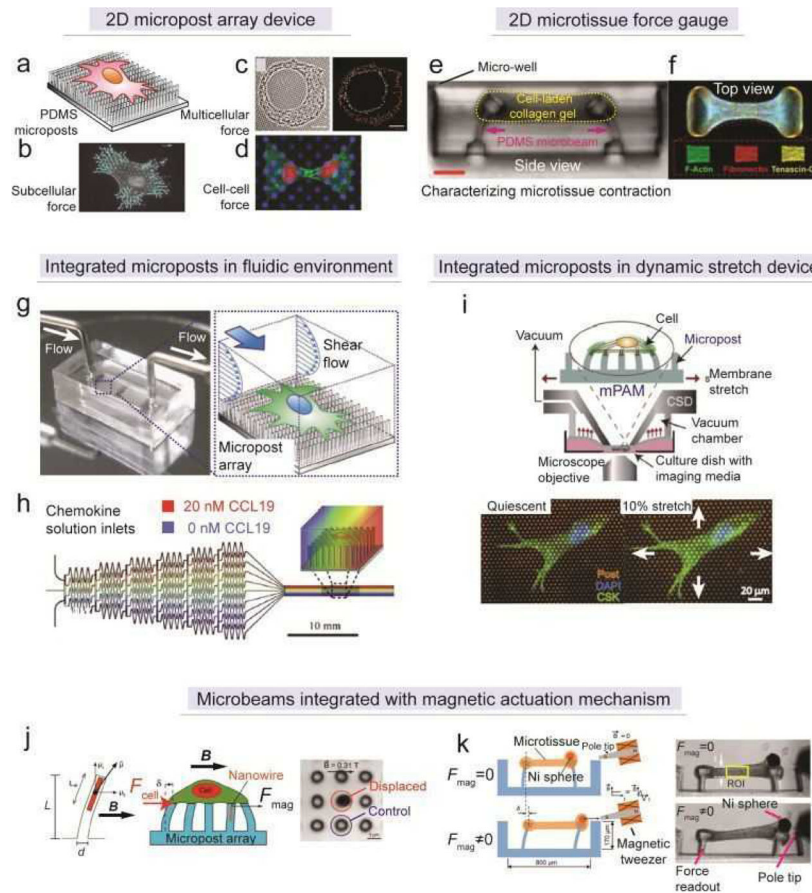 2D micropost array device
2D microtissue force gauge
a
PDMS
microposts
b
Subcellular
force
c
Multicellular
force
d
Cell-cell
force
e
Micro-well
Cell-laden
collagen gel
PDMS microbeam
Side view
Characterizing microtissue contraction
f
Top view
F-Actin
Fibronectin
Tenascin-C
Integrated microposts in fluidic environment
Integrated microposts in dynamic stretch device
g
Flow
Flow
Shear
flow
Micropost
array
h
Chemokine
solution inlets
20 nM CCL19
0 nM CCL19
10 mm
i
Cell
Vacuum
Micropost
Membrane
stretch
mPAM
CSD
Vacuum
chamber
Microscope
objective
Culture dish with
imaging media
Quiescent
10% stretch
Post
DAPI
CSK
20 µm
Microbeams integrated with magnetic actuation mechanism
j
L
B
d
B
Nanowire
δ
F cell
Cell
F mag
Micropost array
B = 0.31 T
Displaced
Control
k
Microtissue
Pole tip
B = 0
Ni sphere
F mag =0
F mag ≠0
δ
170 µm
Magnetic
tweezer
800 µm
F mag =0
ROI
Ni sphere
F mag ≠0
Force
readout
Pole tip